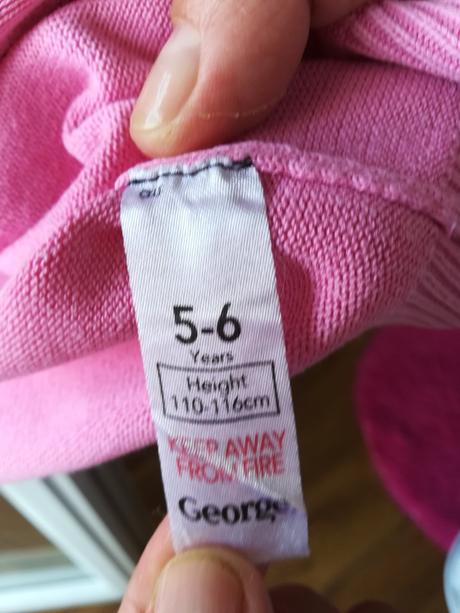 5-6
Years
Height
110-116cm
KEEP AWAY
FROM FIRE
George